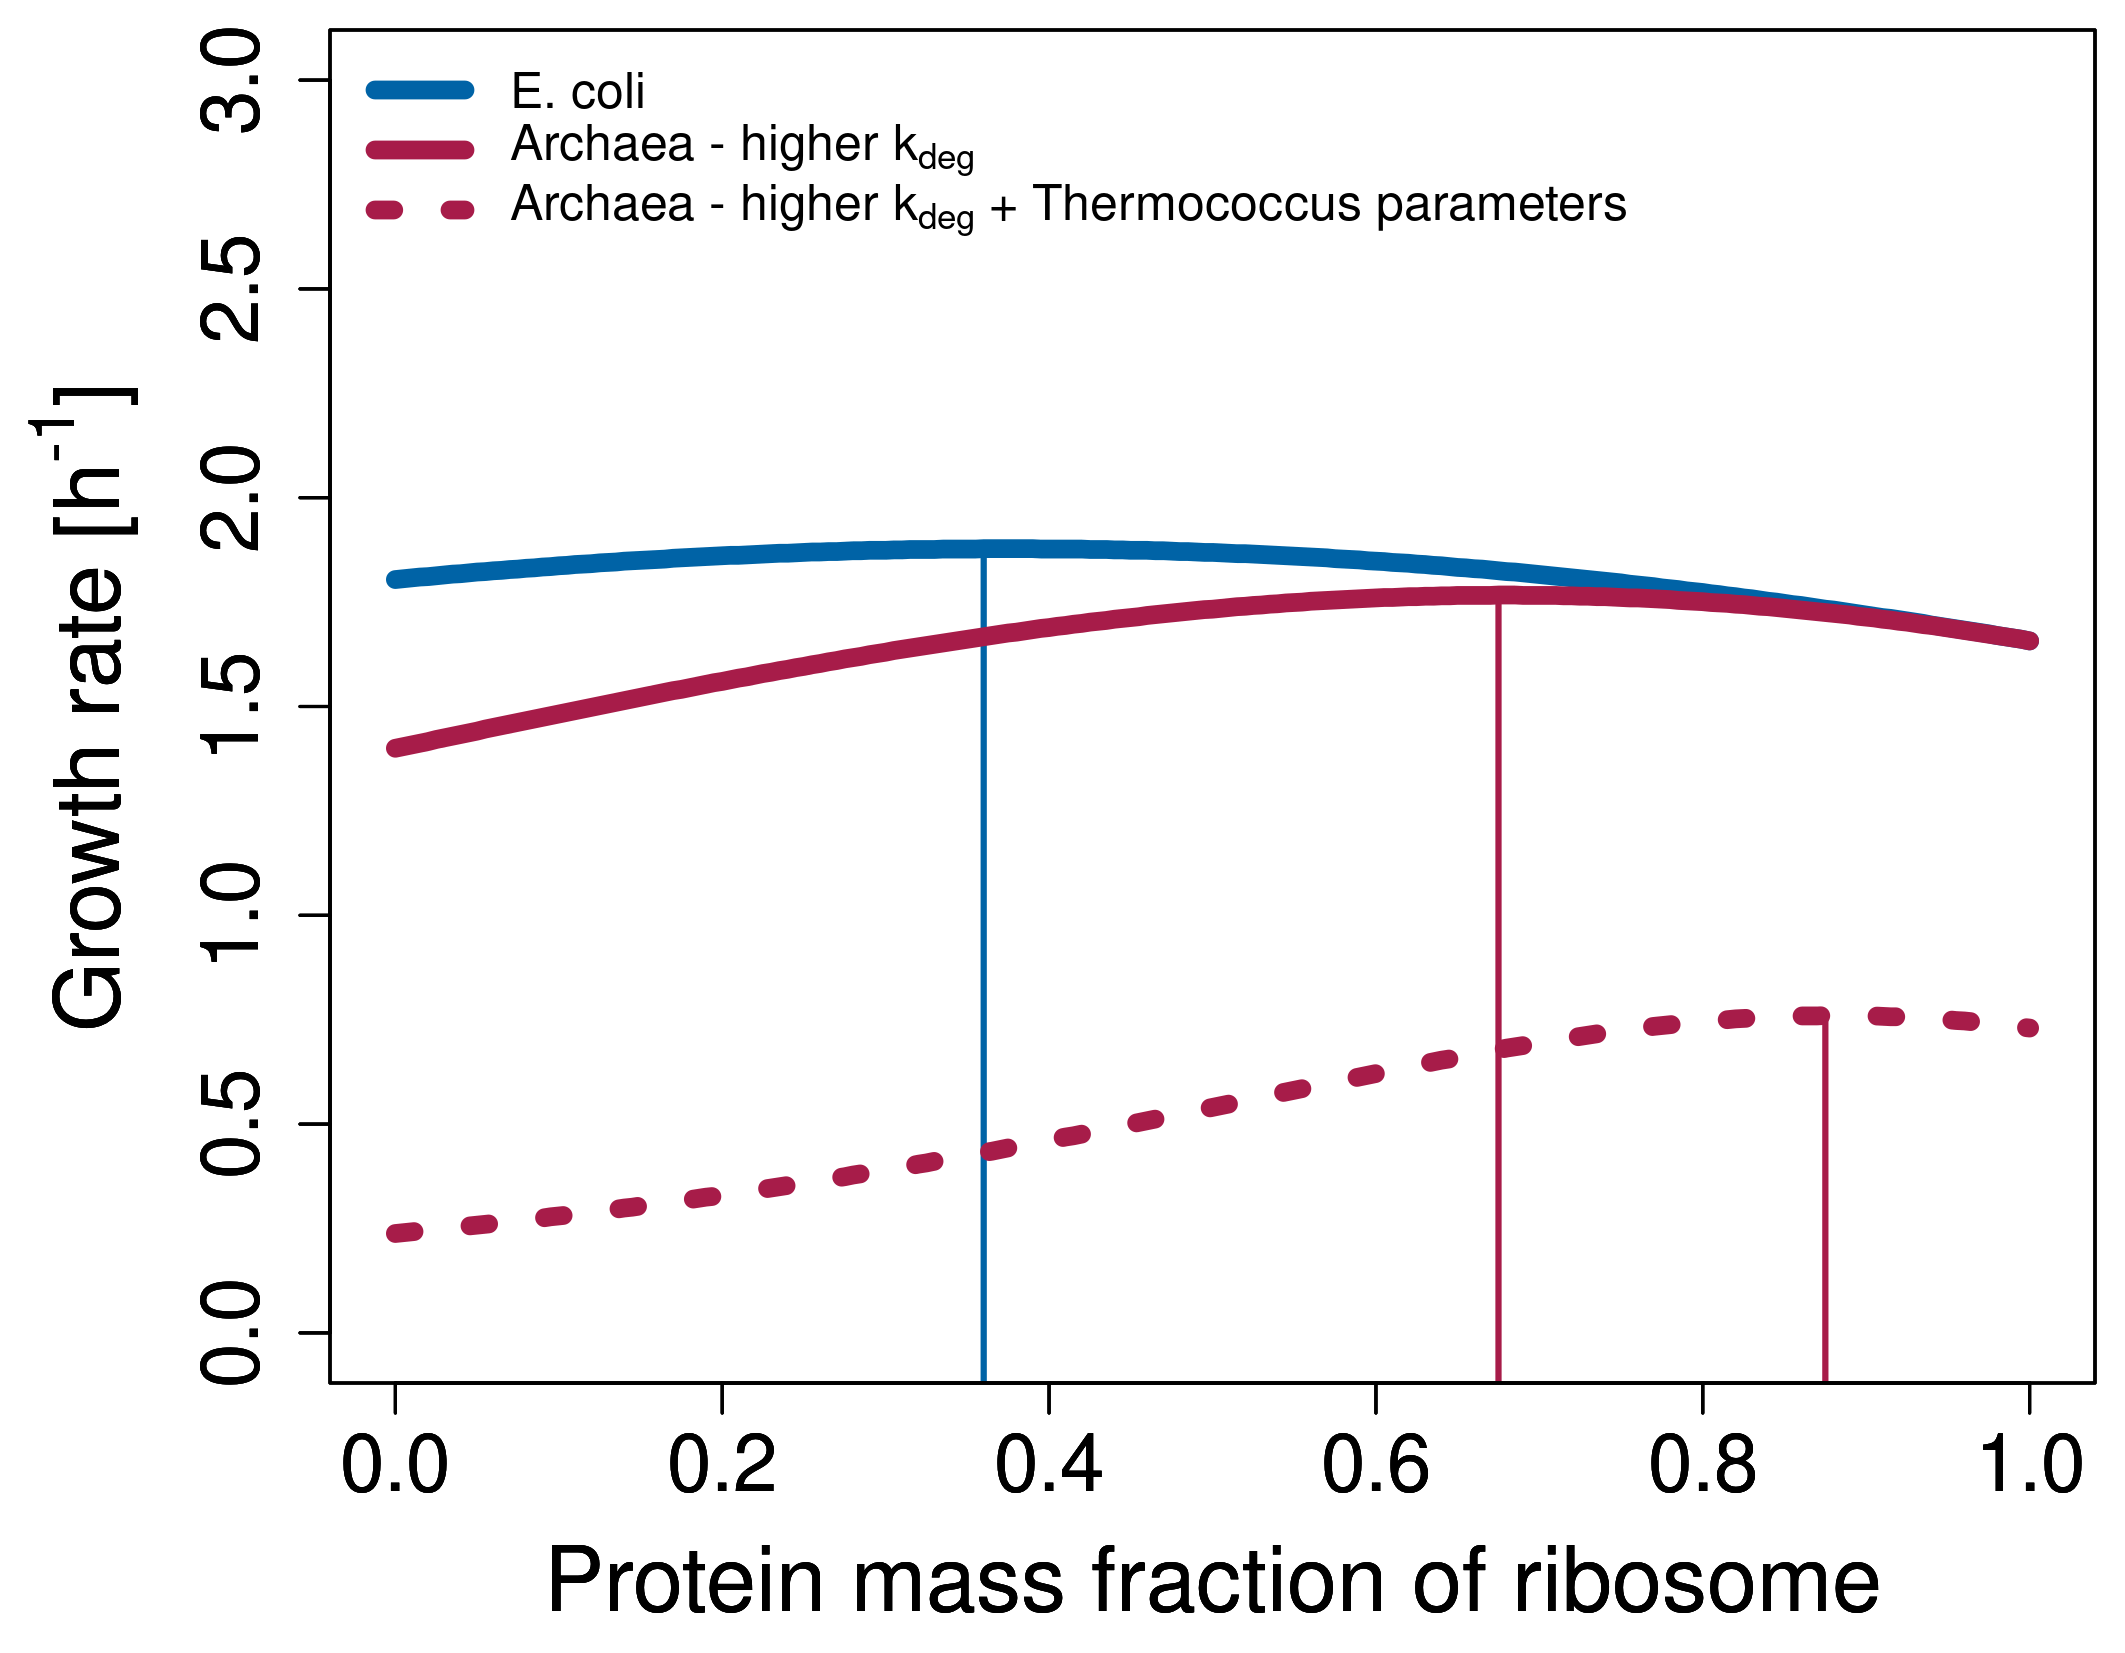 E. coli
Archaea - higher kdeg
Archaea - higher kdeg + Thermococcus parameters
Growth rate [h-1]
3.0
2.5
2.0
1.5
1.0
0.5
0.0
0.0 0.2 0.4 0.6 0.8 1.0
Protein mass fraction of ribosome